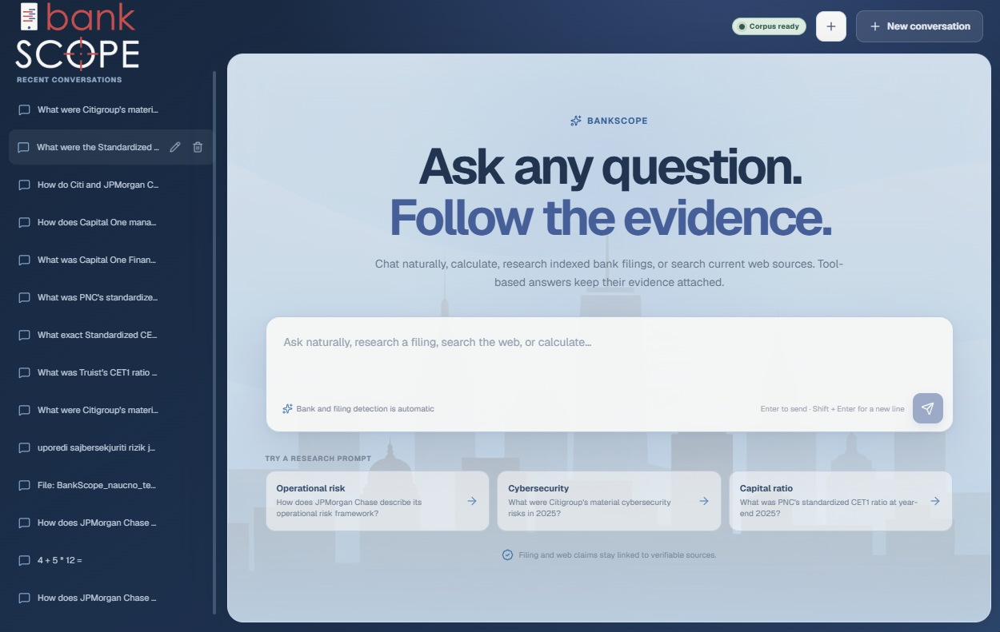 bank
SCOPE
RECENT CONVERSATIONS
What were Citigroup's materi...
What were the Standardized ...
How do Citi and JPMorgan C...
How does Capital One mana...
What was Capital One Finan...
What was PNC's standardize...
What exact Standardized CE...
What was Truist's CET1 ratio ...
What were Citigroup's materi...
uporedi sajbersekjuriti rizik j...
File: BankScope_naucno_te...
How does JPMorgan Chase ...
4 + 5 * 12 =
How does JPMorgan Chase ...
Corpus ready
New conversation
BANKSCOPE
Ask any question.
Follow the evidence.
Chat naturally, calculate, research indexed bank filings, or search current web sources. Tool-
based answers keep their evidence attached.
Ask naturally, research a filing, search the web, or calculate...
Bank and filing detection is automatic
Enter to send · Shift + Enter for a new line
TRY A RESEARCH PROMPT
Operational risk
How does JPMorgan Chase describe its
operational risk framework?
Cybersecurity
What were Citigroup's material cybersecurity
risks in 2025?
Capital ratio
What was PNC's standardized CET1 ratio at year-
end 2025?
Filing and web claims stay linked to verifiable sources.